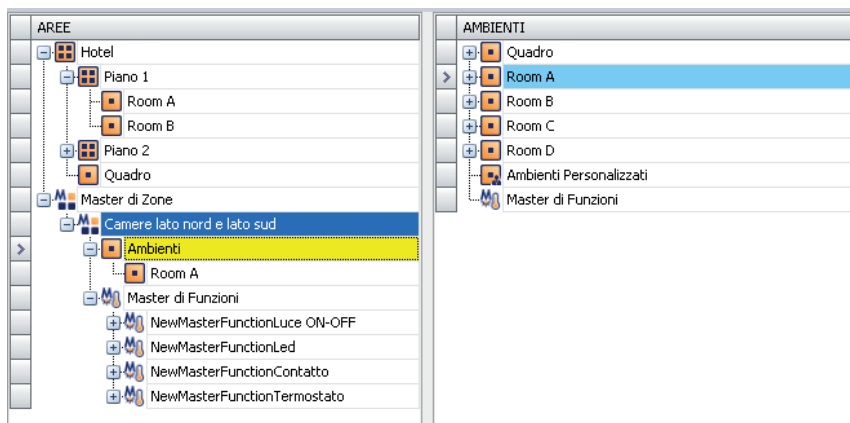 AREE
Hotel
Piano 1
Room A
Room B
Piano 2
Quadro
Master di Zone
Camere lato nord e lato sud
Ambienti
Room A
Master di Funzioni
NewMasterFunctionLuce ON-OFF
NewMasterFunctionLed
NewMasterFunctionContatto
NewMasterFunctionTermostato
AMBIENTI
Quadro
Room A
Room B
Room C
Room D
Ambienti Personalizzati
Master di Funzioni